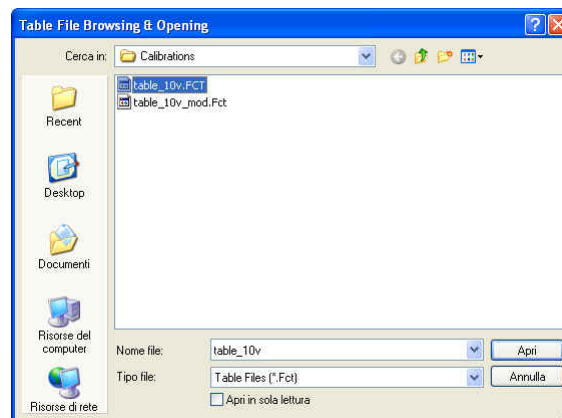 Table File Browsing & Opening
Cerca in:
Calibrations
table_10v.FCT
table_10v_mod.Fct
Recent
Desktop
Documenti
Risorse del
computer
Risorse di rete
Nome file:
table_10v
Apri
Tipo file:
Table Files (*.Fct)
Annulla
Apri in sola lettura